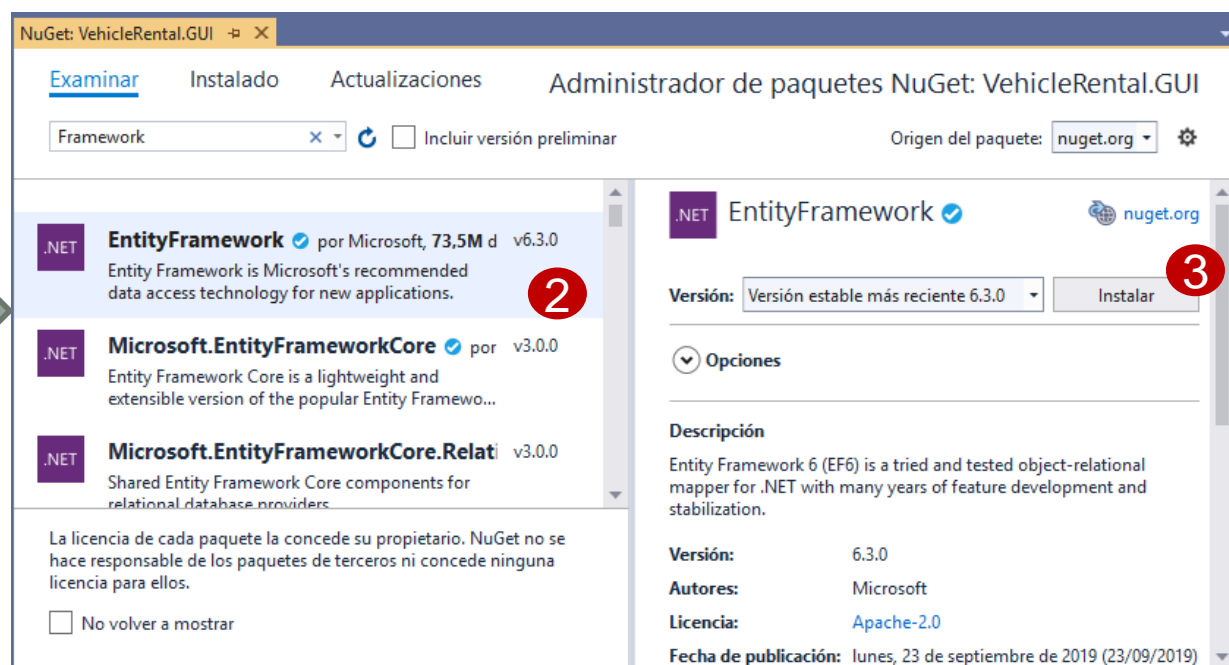 NuGet: VehicleRental.GUI
Examinar Instalado Actualizaciones Administrador de paquetes NuGet: VehicleRental.GUI
Framework Incluir versión preliminar Origen del paquete: nuget.org
.NET EntityFramework por Microsoft, 73,5M d v6.3.0
Entity Framework is Microsoft's recommended
data access technology for new applications.
2
.NET Microsoft.EntityFrameworkCore por v3.0.0
Entity Framework Core is a lightweight and
extensible version of the popular Entity Framewo...
.NET Microsoft.EntityFrameworkCore.Relati v3.0.0
Shared Entity Framework Core components for
relational database providers
La licencia de cada paquete la concede su propietario. NuGet no se
hace responsable de los paquetes de terceros ni concede ninguna
licencia para ellos.
No volver a mostrar
.NET EntityFramework nuget.org
3
Versión: Versión estable más reciente 6.3.0 Instalar
Opciones
Descripción
Entity Framework 6 (EF6) is a tried and tested object-relational
mapper for .NET with many years of feature development and
stabilization.
Versión: 6.3.0
Autores: Microsoft
Licencia: Apache-2.0
Fecha de publicación: lunes, 23 de septiembre de 2019 (23/09/2019)